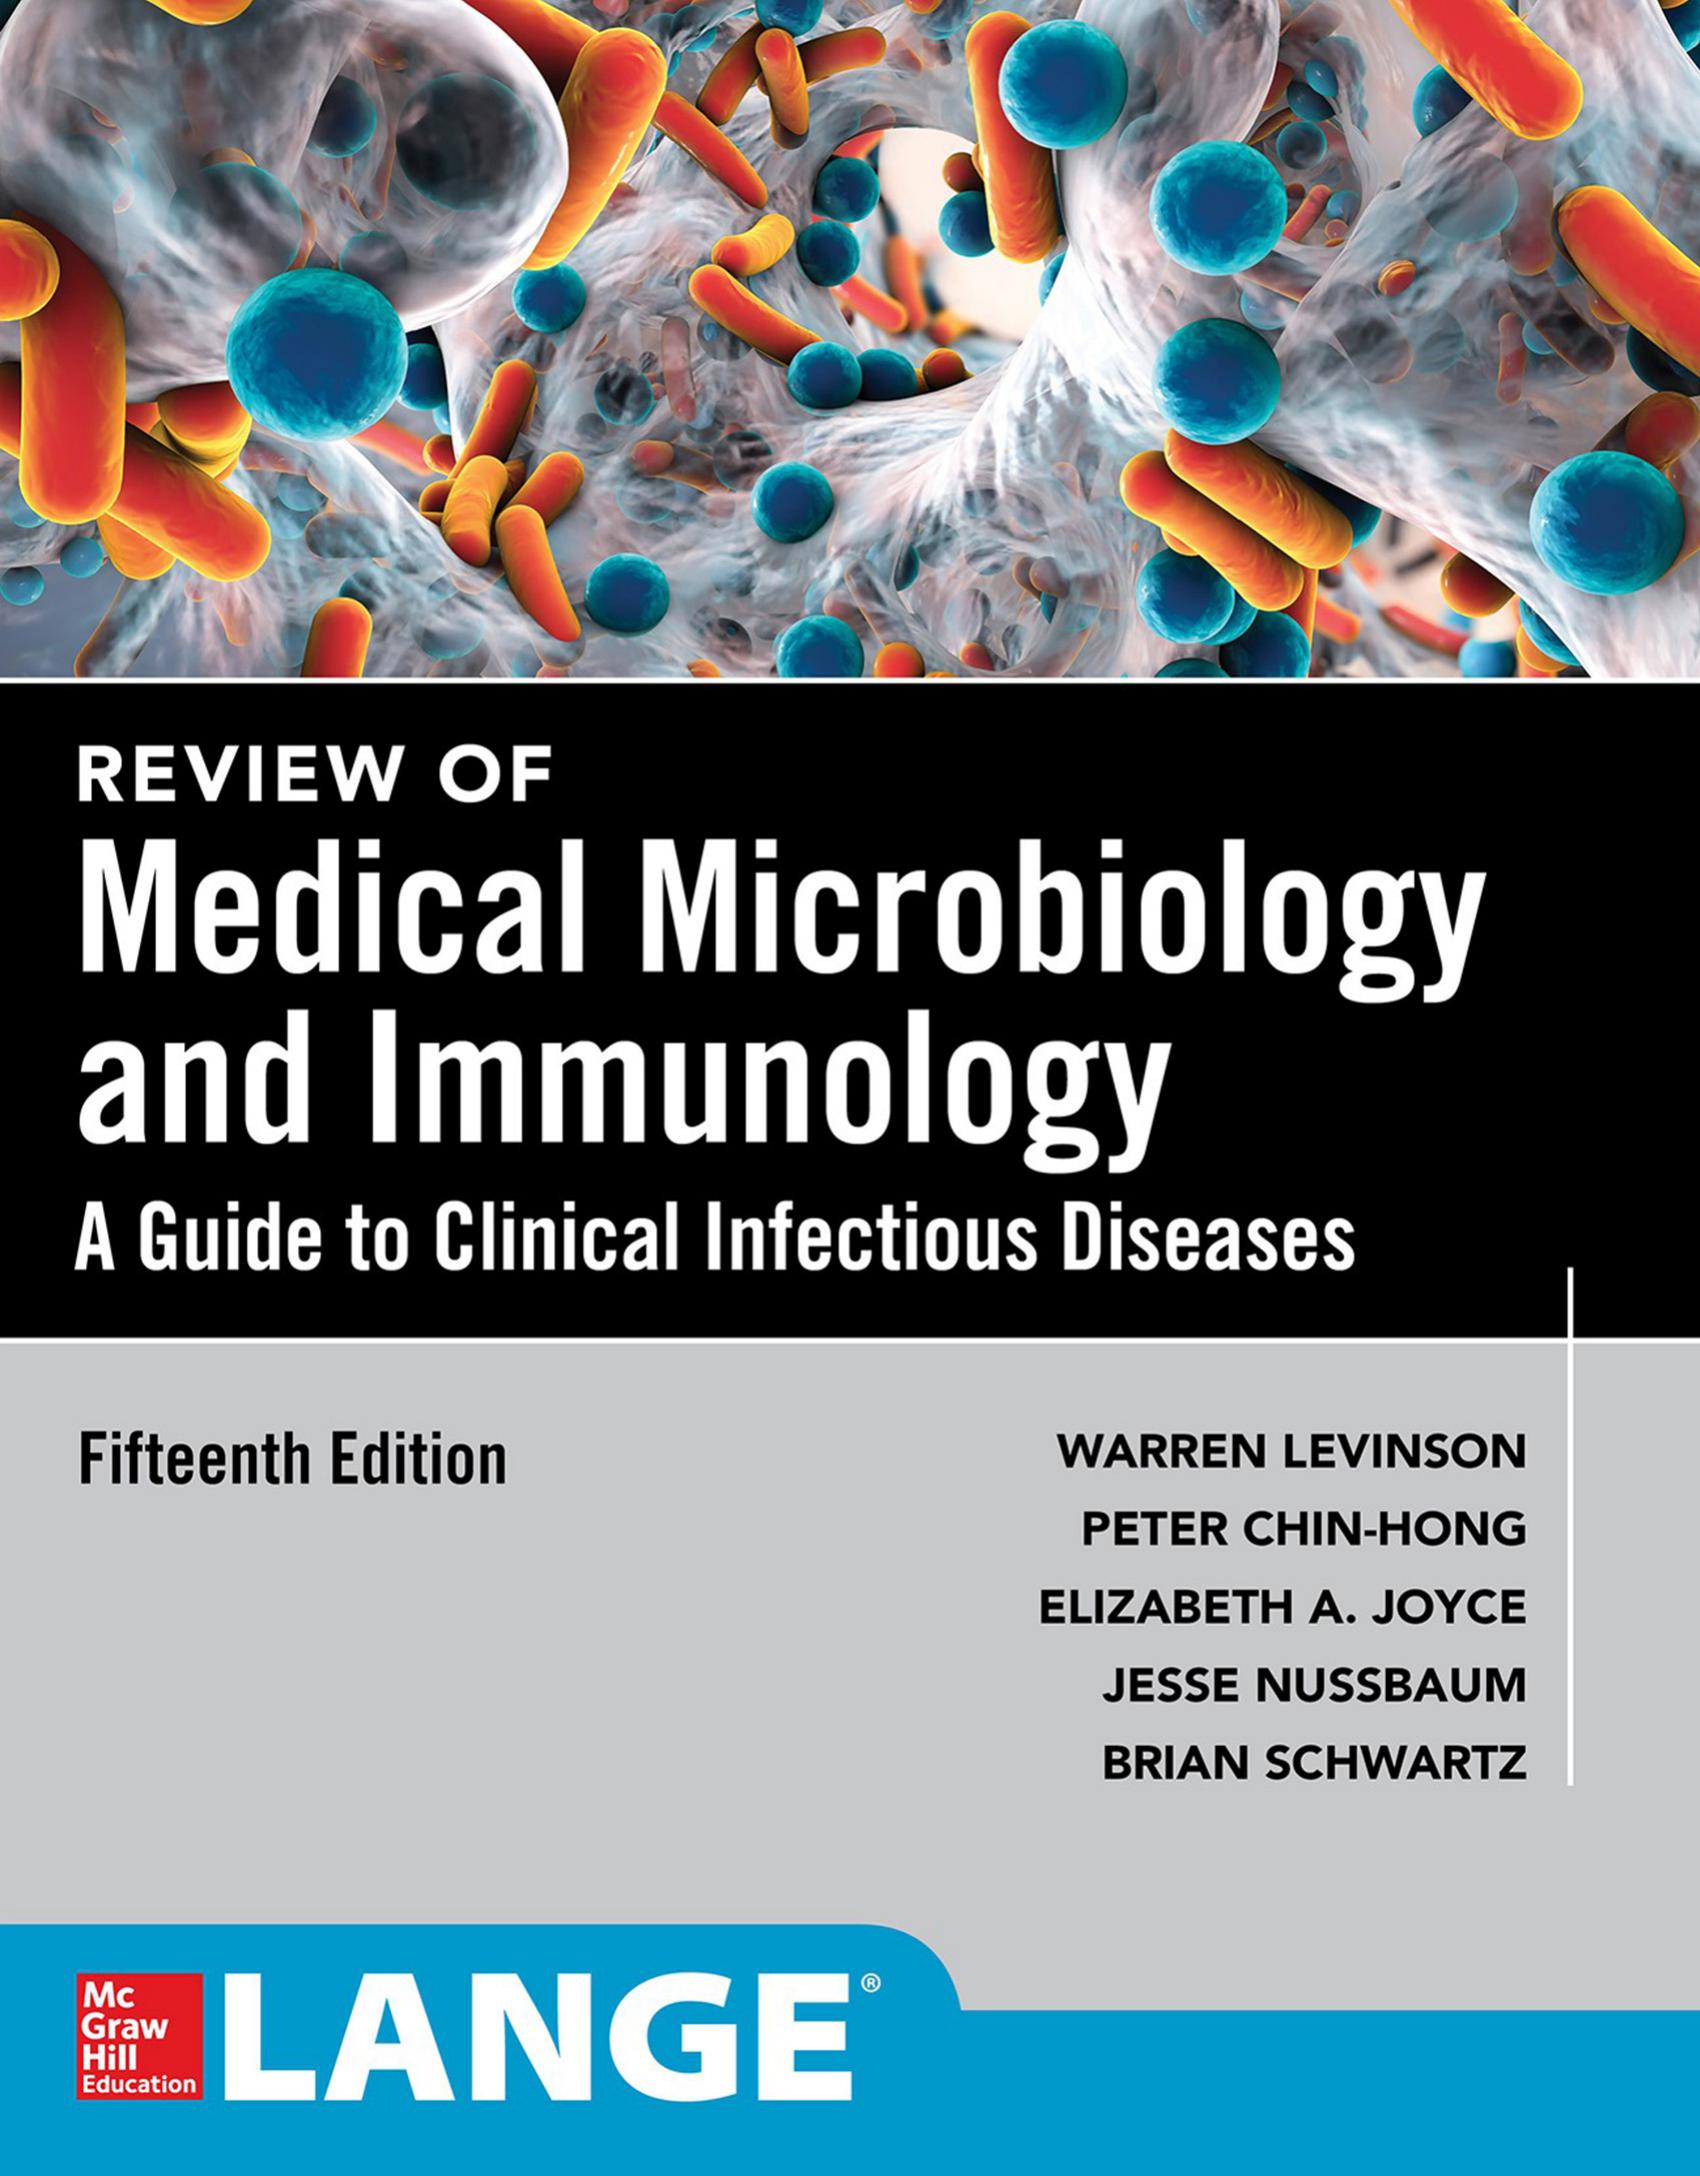 REVIEW OF
Medical Microbiology
and Immunology
A Guide to Clinical Infectious Diseases
Fifteenth Edition
WARREN LEVINSON
PETER CHIN-HONG
ELIZABETH A. JOYCE
JESSE NUSSBAUM
BRIAN SCHWARTZ
Mc
Graw
Hill
Education
LANGE®